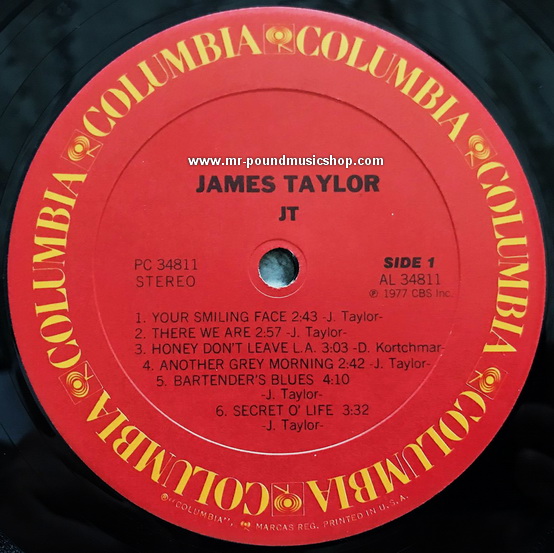 COLUMBIA COLUMBIA COLUMBIA COLUMBIA COLUMBIA COLUMBIA
www.mr-poundmusicshop.com
JAMES TAYLOR
JT
PC 34811 SIDE 1
STEREO AL 34811
℗ 1977 CBS Inc.
1. YOUR SMILING FACE 2:43 -J. Taylor-
2. THERE WE ARE 2:57 -J. Taylor-
3. HONEY DON'T LEAVE L.A. 3:03 -D. Kortchmar-
4. ANOTHER GREY MORNING 2:42 -J. Taylor-
5. BARTENDER'S BLUES 4:10
-J. Taylor-
6. SECRET O' LIFE 3:32
-J. Taylor-
®"COLUMBIA", MARCAS REG. PRINTED IN U.S.A.